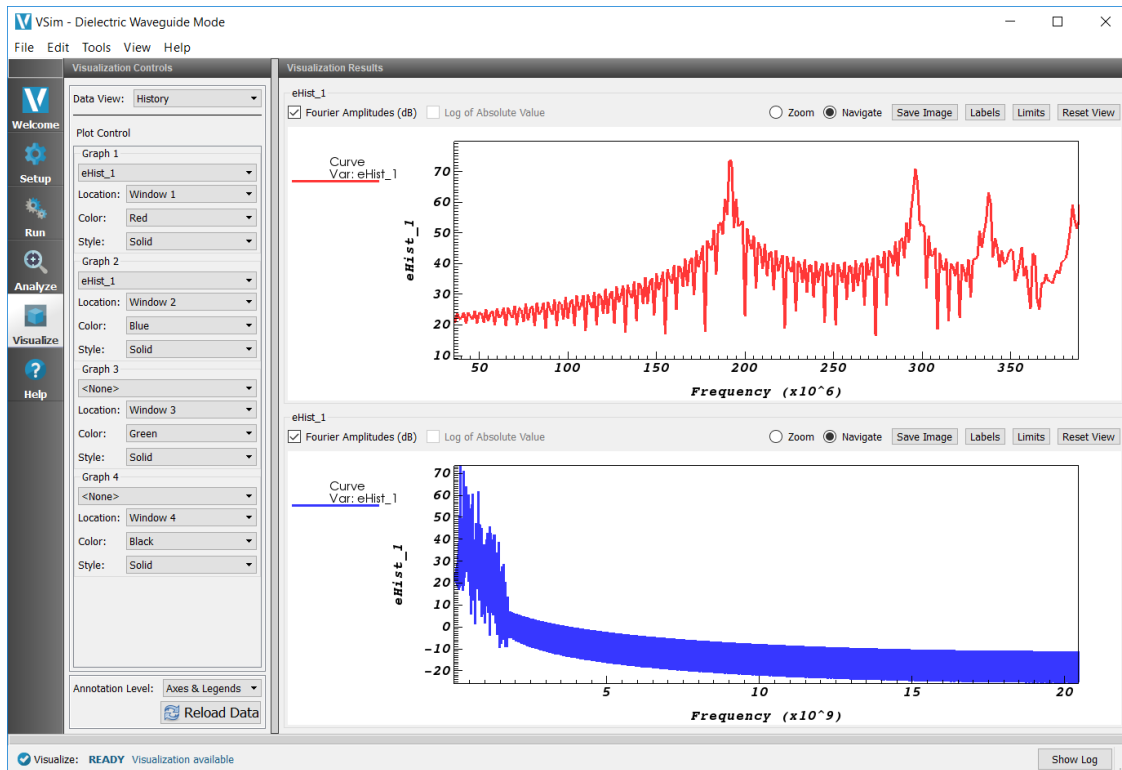 VSim - Dielectric Waveguide Mode
File Edit Tools View Help
Welcome
Setup
Run
Analyze
Visualize
Help
Visualization Controls
Data View: History
Plot Control
Graph 1
eHist_1
Location: Window 1
Color: Red
Style: Solid
Graph 2
eHist_1
Location: Window 2
Color: Blue
Style: Solid
Graph 3
<None>
Location: Window 3
Color: Green
Style: Solid
Graph 4
<None>
Location: Window 4
Color: Black
Style: Solid
Annotation Level: Axes & Legends
Reload Data
Visualization Results
eHist_1
Fourier Amplitudes (dB) Log of Absolute Value Zoom Navigate Save Image Labels Limits Reset View
Curve
Var: eHist_1
eHist_1
70
60
50
40
30
20
10
50 100 150 200 250 300 350
Frequency (x10^6)
eHist_1
Fourier Amplitudes (dB) Log of Absolute Value Zoom Navigate Save Image Labels Limits Reset View
Curve
Var: eHist_1
eHist_1
70
60
50
40
30
20
10
0
-10
-20
5 10 15 20
Frequency (x10^9)
Visualize: READY Visualization available
Show Log